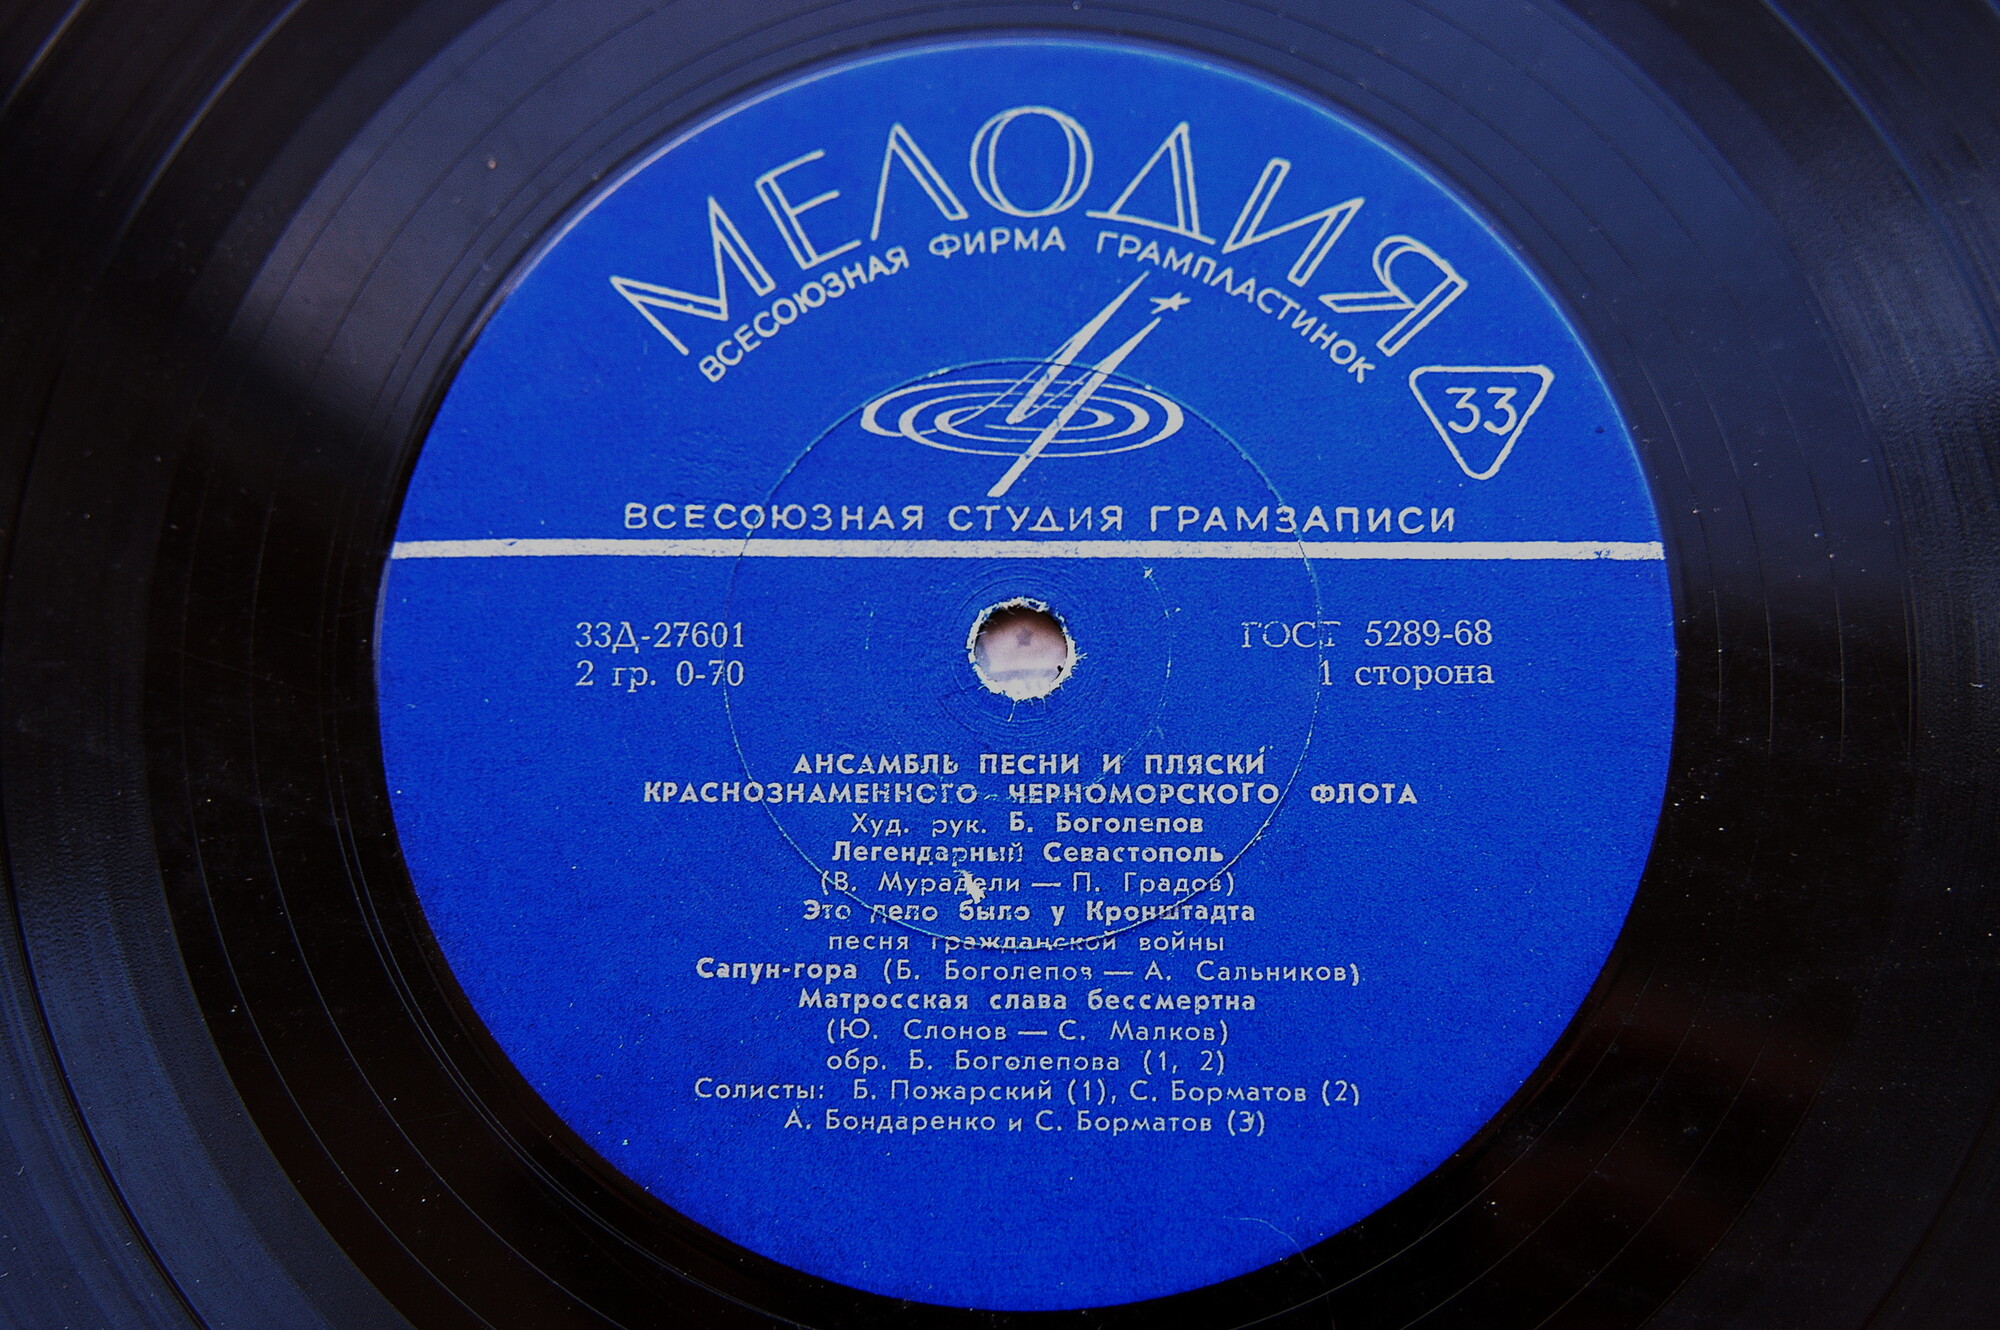 МЕЛОДИЯ
ВСЕСОЮЗНАЯ ФИРМА ГРАМПЛАСТИНОК
33
ВСЕСОЮЗНАЯ СТУДИЯ ГРАМЗАПИСИ
33Д-27601
2 гр. 0-70
ГОСТ 5289-68
1 сторона
АНСАМБЛЬ ПЕСНИ И ПЛЯСКИ
КРАСНОЗНАМЕННОГО ЧЕРНОМОРСКОГО ФЛОТА
Худ. рук. Б. Боголепов
Легендарный Севастополь
(В. Мурадели — П. Градов)
Это дело было у Кронштадта
песня гражданской войны
Сапун-гора (Б. Боголепов — А. Сальников)
Матросская слава бессмертна
(Ю. Слонов — С. Малков)
обр. Б. Боголепова (1, 2)
Солисты: Б. Пожарский (1), С. Борматов (2)
А. Бондаренко и С. Борматов (3)